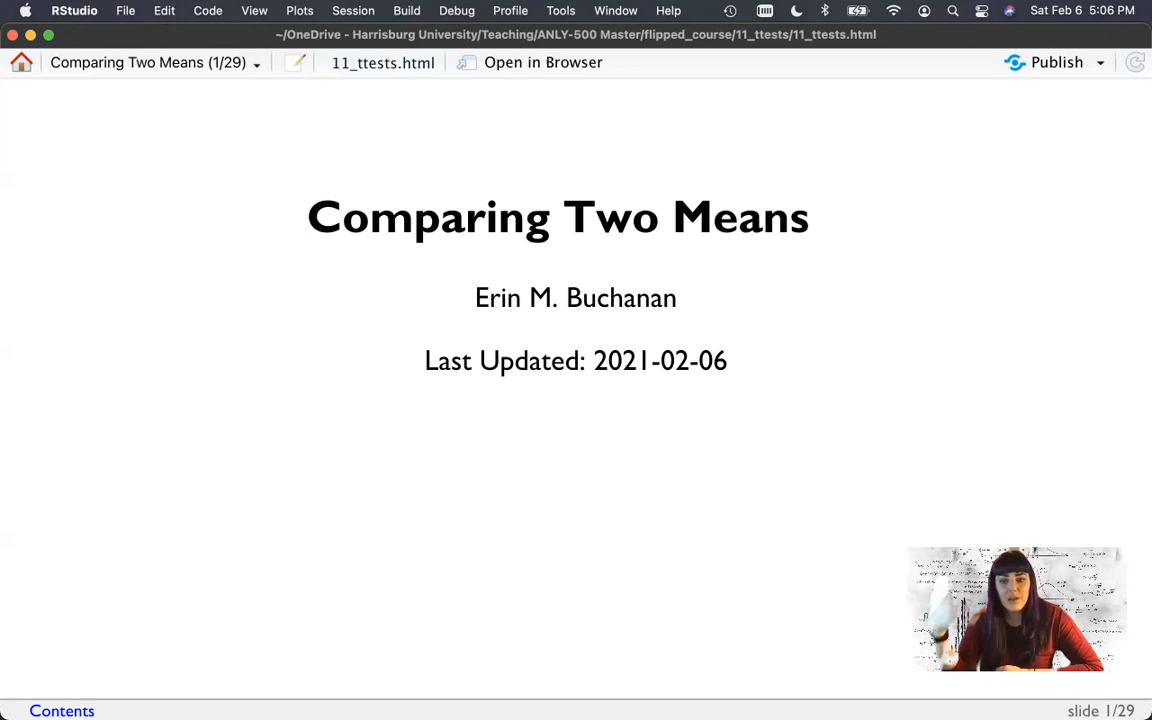 RStudio File Edit Code View Plots Session Build Debug Profile Tools Window Help Sat Feb 6 5:06 PM
~/OneDrive - Harrisburg University/Teaching/ANLY-500 Master/flipped_course/11_ttests/11_ttests.html
Comparing Two Means (1/29) 11_ttests.html Open in Browser Publish
Comparing Two Means
Erin M. Buchanan
Last Updated: 2021-02-06
Contents slide 1/29